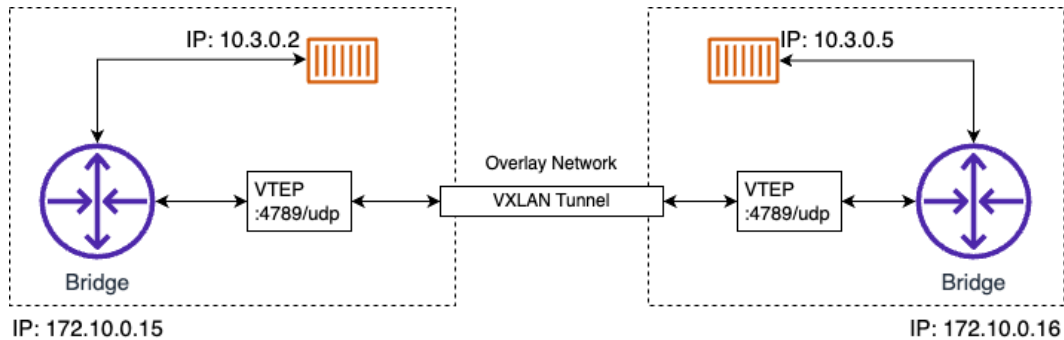 IP: 10.3.0.2
IP: 10.3.0.5
Overlay Network
VXLAN Tunnel
VTEP
:4789/udp
VTEP
:4789/udp
Bridge
Bridge
IP: 172.10.0.15
IP: 172.10.0.16